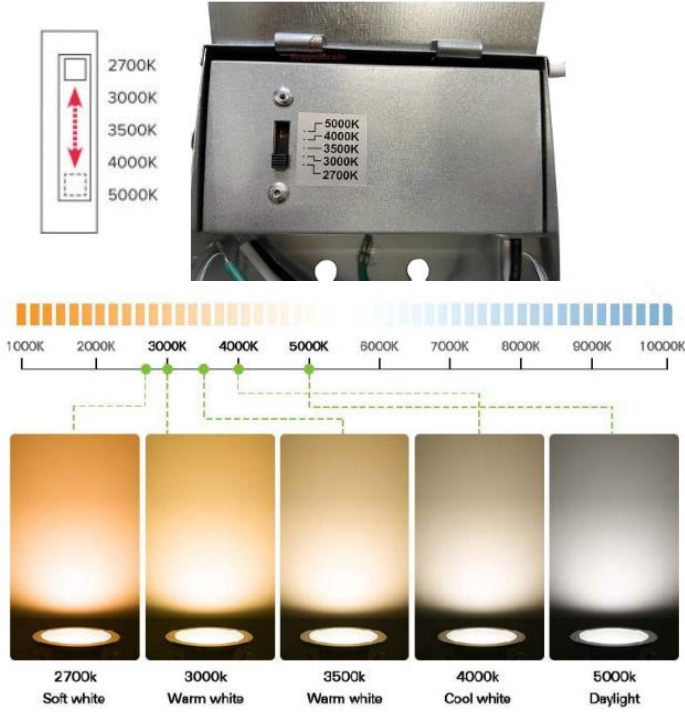 2700K
3000K
3500K
4000K
5000K
RuggedGrade
5000K
4000K
3500K
3000K
2700K
1000K 2000K 3000K 4000K 5000K 6000K 7000K 8000K 9000K 10000K
2700k 3000k 3500k 4000k 5000k
Soft white Warm white Warm white Cool white Daylight